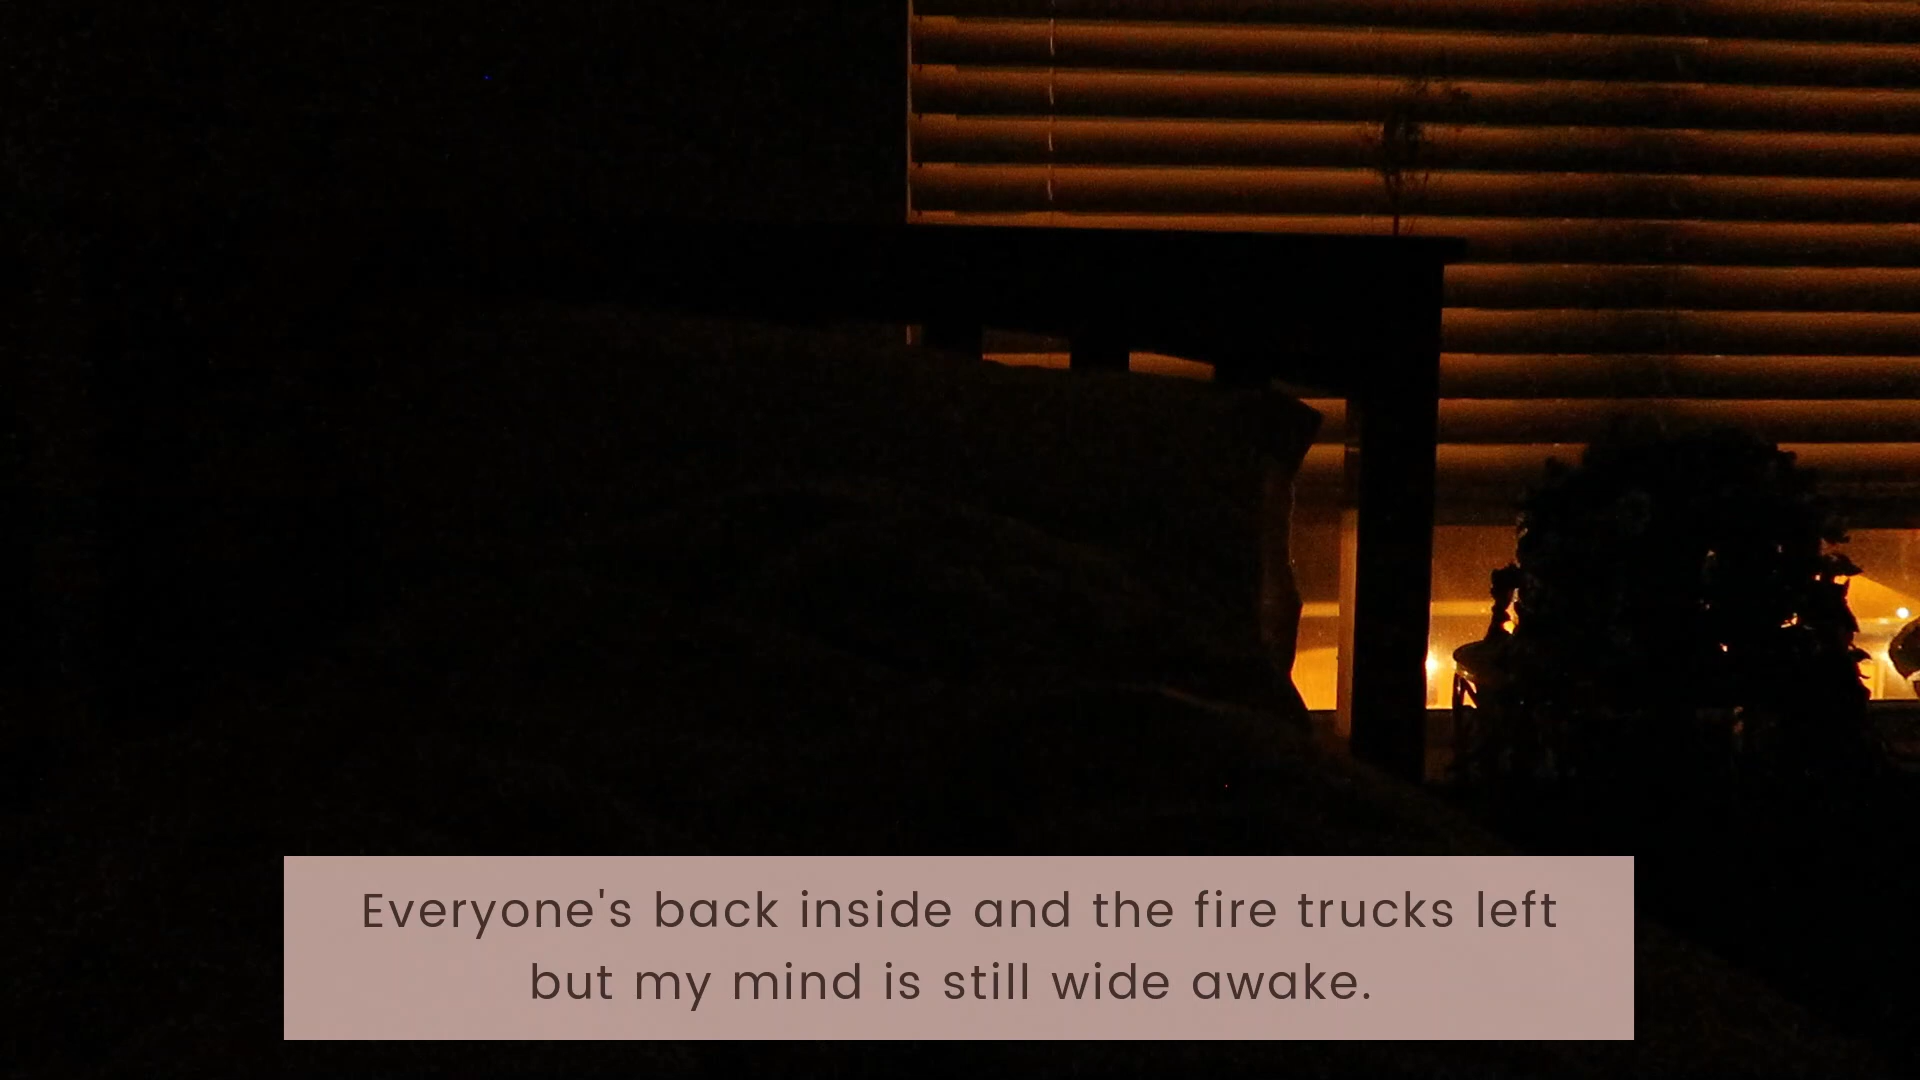 Everyone's back inside and the fire trucks left
but my mind is still wide awake.